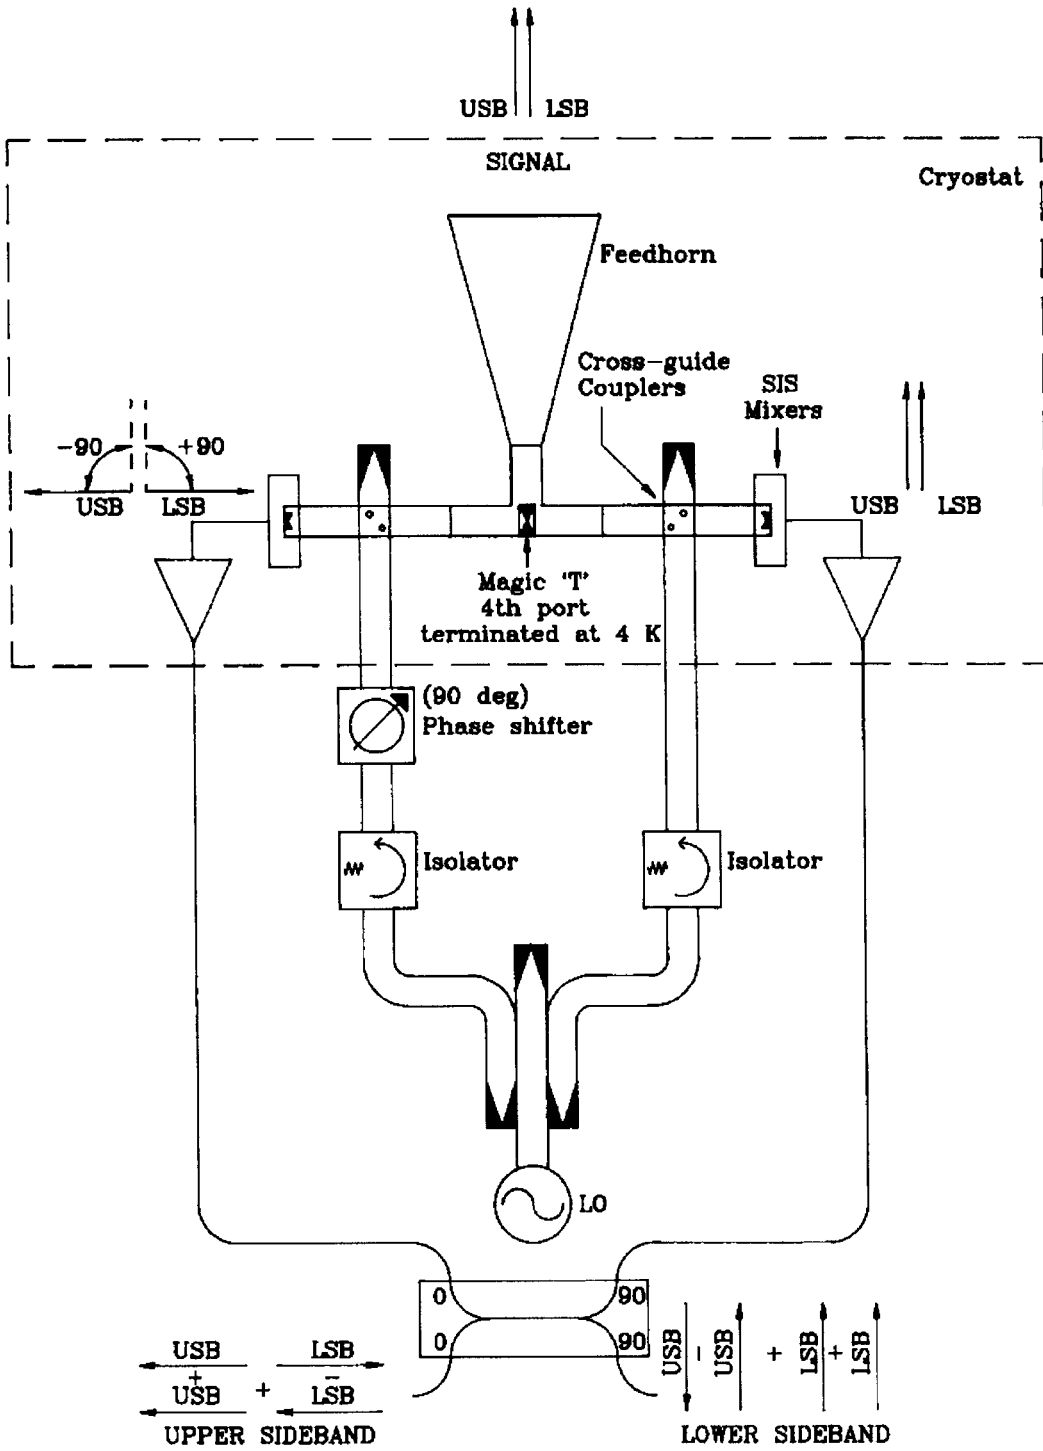 USB LSB
SIGNAL
Cryostat
Feedhorn
Cross-guide
Couplers
SIS
Mixers
-90 +90
USB LSB
USB LSB
Magic 'T'
4th port
terminated at 4 K
(90 deg)
Phase shifter
Isolator
Isolator
LO
0 90
0 90
USB LSB
+ + -
USB LSB
UPPER SIDEBAND
USB - USB + LSB + LSB
LOWER SIDEBAND